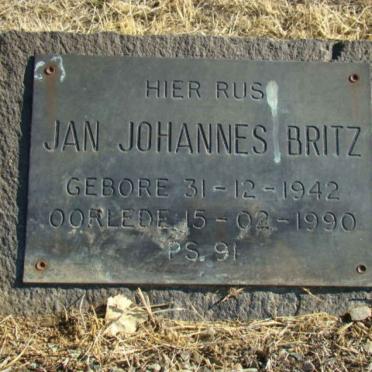 HIER RUS
JAN JOHANNES BRITZ
GEBORE 31-12-1942
OORLEDE 15-02-1990
PS. 91